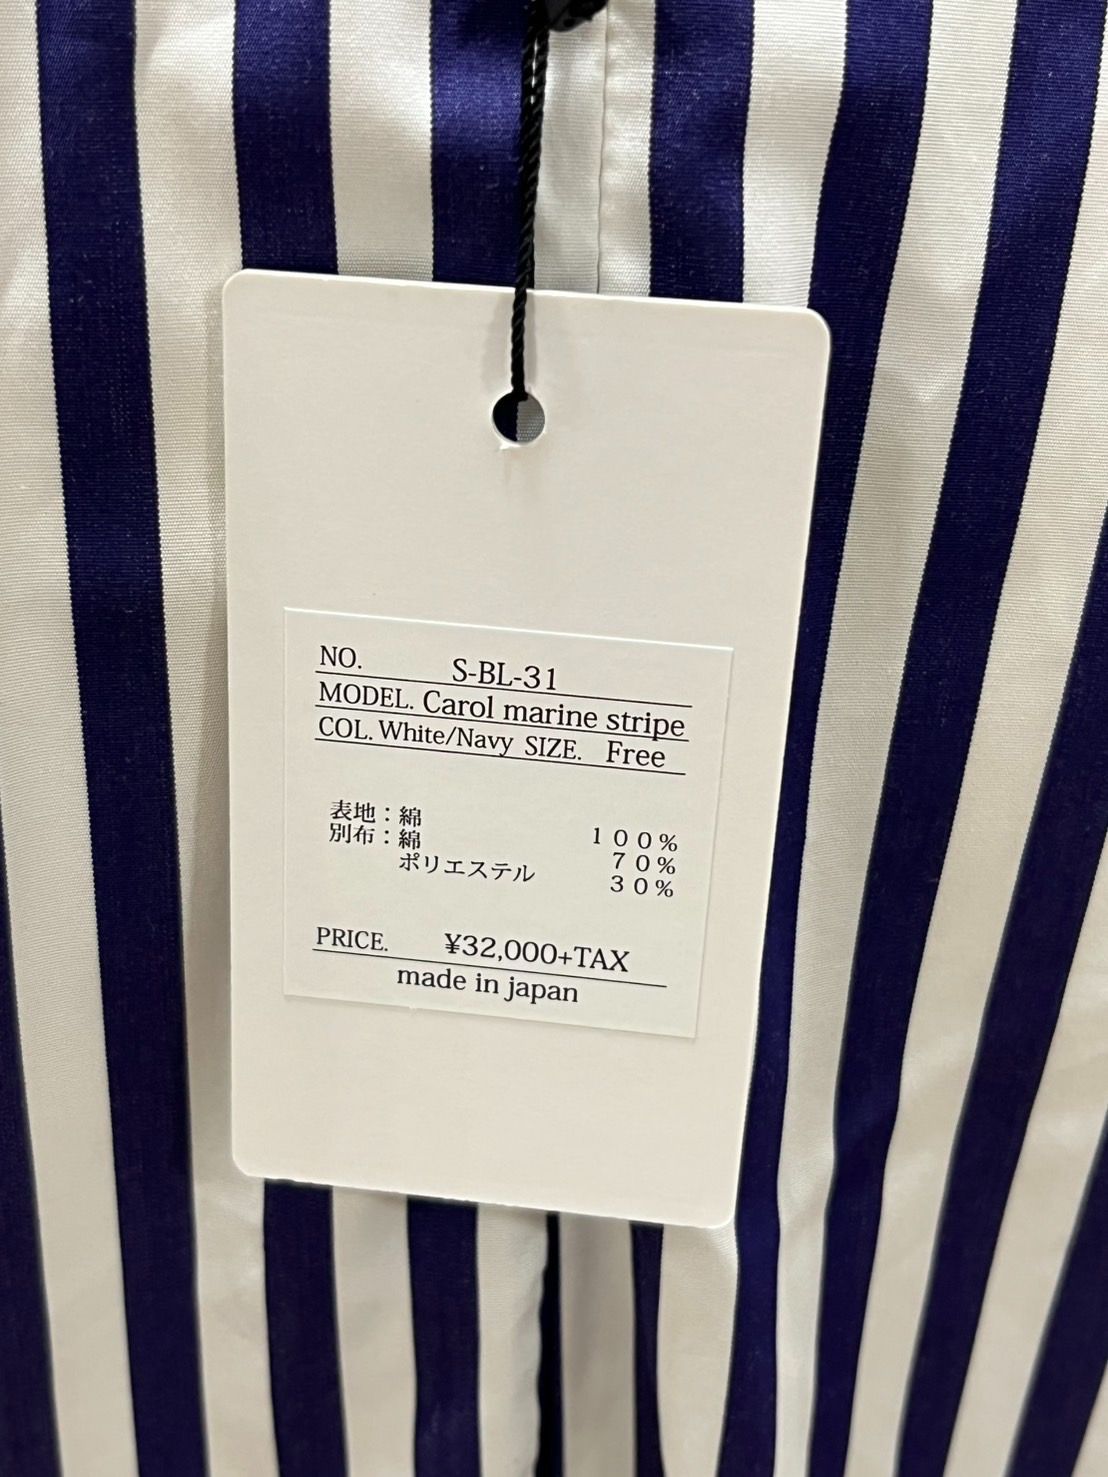 NO. S-BL-31
MODEL. Carol marine stripe
COL. White/Navy SIZE. Free
表地：綿 １００％
別布：綿 ７０％
ポリエステル ３０％
PRICE. ¥32,000+TAX
made in japan